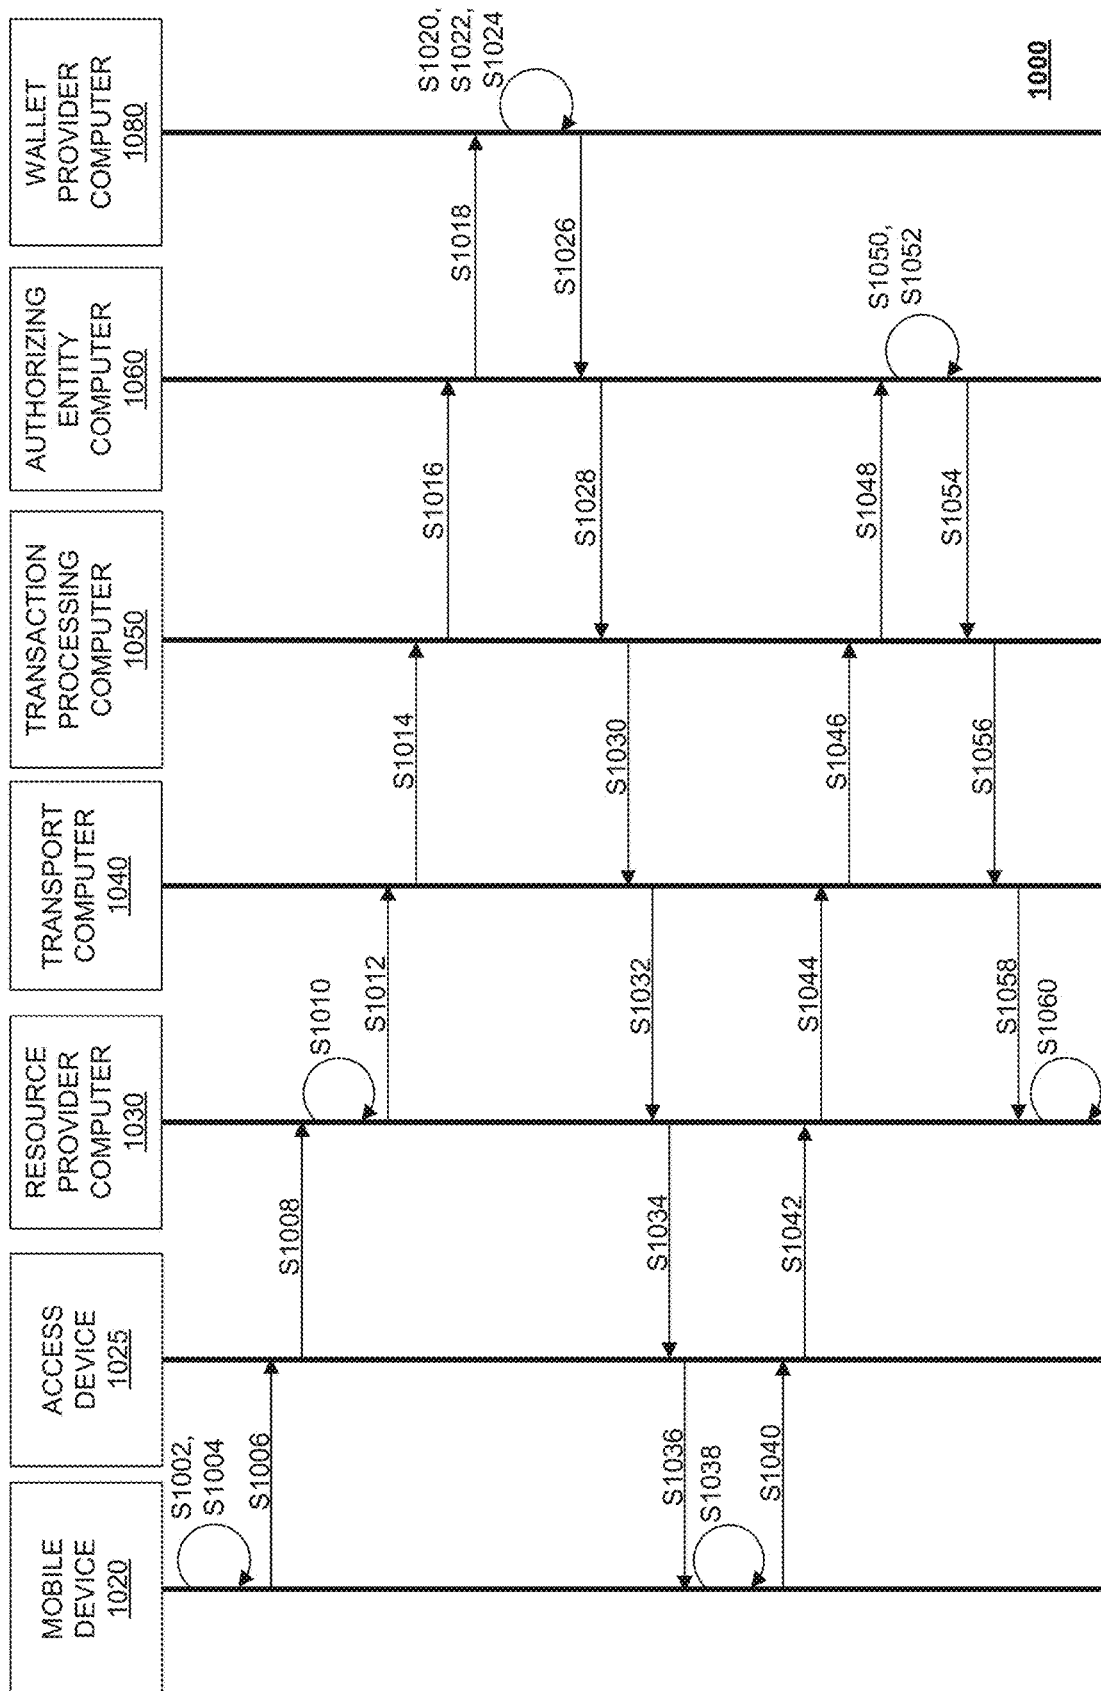 MOBILE
DEVICE
1020
ACCESS
DEVICE
1025
RESOURCE
PROVIDER
COMPUTER
1030
TRANSPORT
COMPUTER
1040
TRANSACTION
PROCESSING
COMPUTER
1050
AUTHORIZING
ENTITY
COMPUTER
1060
WALLET
PROVIDER
COMPUTER
1080
S1002,
S1004
S1006
S1008
S1010
S1012
S1014
S1016
S1018
S1020,
S1022,
S1024
S1026
S1028
S1030
S1032
S1034
S1036
S1038
S1040
S1042
S1044
S1046
S1048
S1050,
S1052
S1054
S1056
S1058
S1060
1000